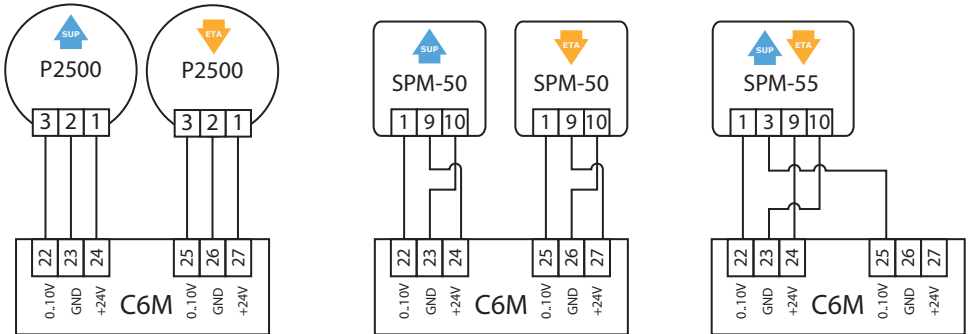 SUP
P2500
3 2 1
22 23 24
0..10V GND +24V
ETA
P2500
3 2 1
25 26 27
0..10V GND +24V
C6M
SUP
SPM-50
1 9 10
22 23 24
0..10V GND +24V
ETA
SPM-50
1 9 10
25 26 27
0..10V GND +24V
C6M
SUP ETA
SPM-55
1 3 9 10
22 23 24
0..10V GND +24V
25 26 27
0..10V GND +24V
C6M